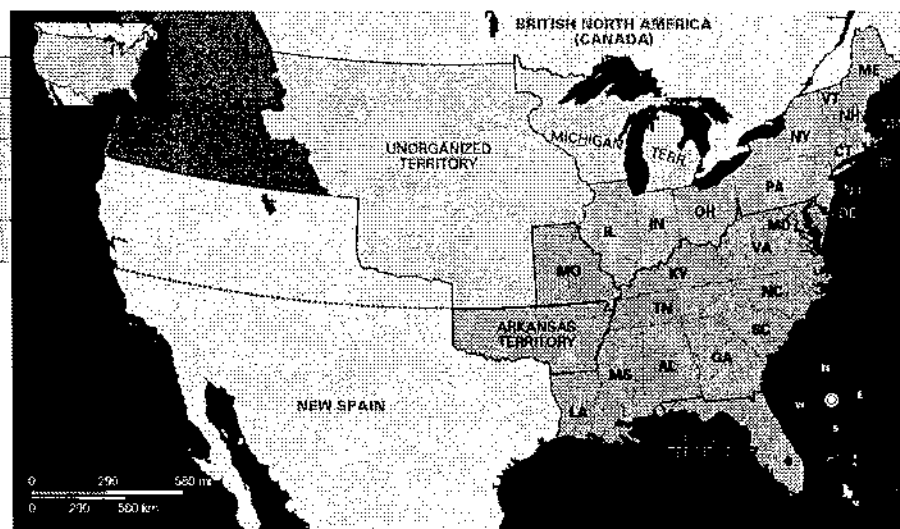 BRITISH NORTH AMERICA
(CANADA)
ME
VT
NH
NY
MICHIGAN
TERR.
UNORGANIZED
TERRITORY
CT
PA
OH
IN
IL
MD
DE
VA
MO
KY
NC
TN
ARKANSAS
TERRITORY
SC
MS
AL
GA
LA
NEW SPAIN
N
W
E
S
0 290 580 mi
0 290 580 km